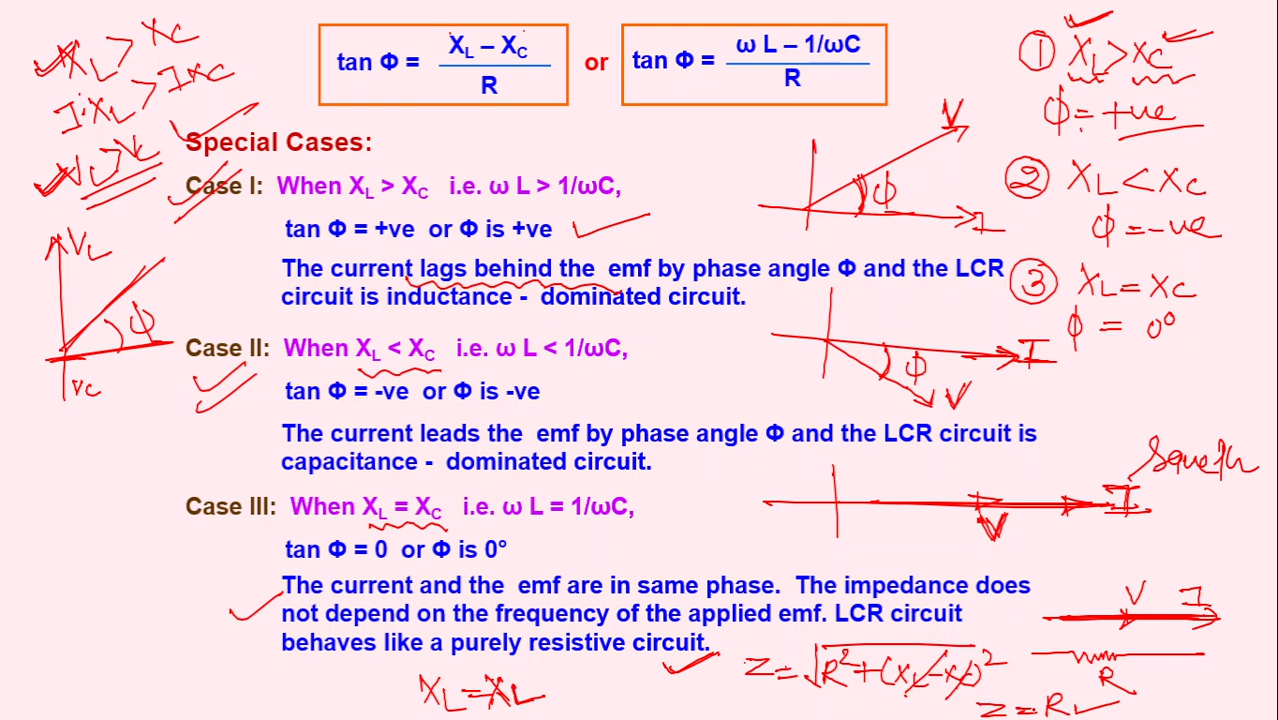 tan Φ = (X_L – X_C) / R or tan Φ = (ω L – 1/ωC) / R
Special Cases:
Case I: When X_L > X_C i.e. ω L > 1/ωC,
tan Φ = +ve or Φ is +ve
The current lags behind the emf by phase angle Φ and the LCR
circuit is inductance - dominated circuit.
Case II: When X_L < X_C i.e. ω L < 1/ωC,
tan Φ = -ve or Φ is -ve
The current leads the emf by phase angle Φ and the LCR circuit is
capacitance - dominated circuit.
Case III: When X_L = X_C i.e. ω L = 1/ωC,
tan Φ = 0 or Φ is 0°
The current and the emf are in same phase. The impedance does
not depend on the frequency of the applied emf. LCR circuit
behaves like a purely resistive circuit.
X_L > X_C
I·X_L > I X_C
V_L > V_C
V_L
ϕ
V_C
① X_L > X_C
ϕ = +ve
② X_L < X_C
ϕ = -ve
③ X_L = X_C
ϕ = 0°
V
ϕ
I
I
ϕ
V
I
V
V I
R
Z = √R² + (X_L - X_C)²
Z = R
X_L = X_L